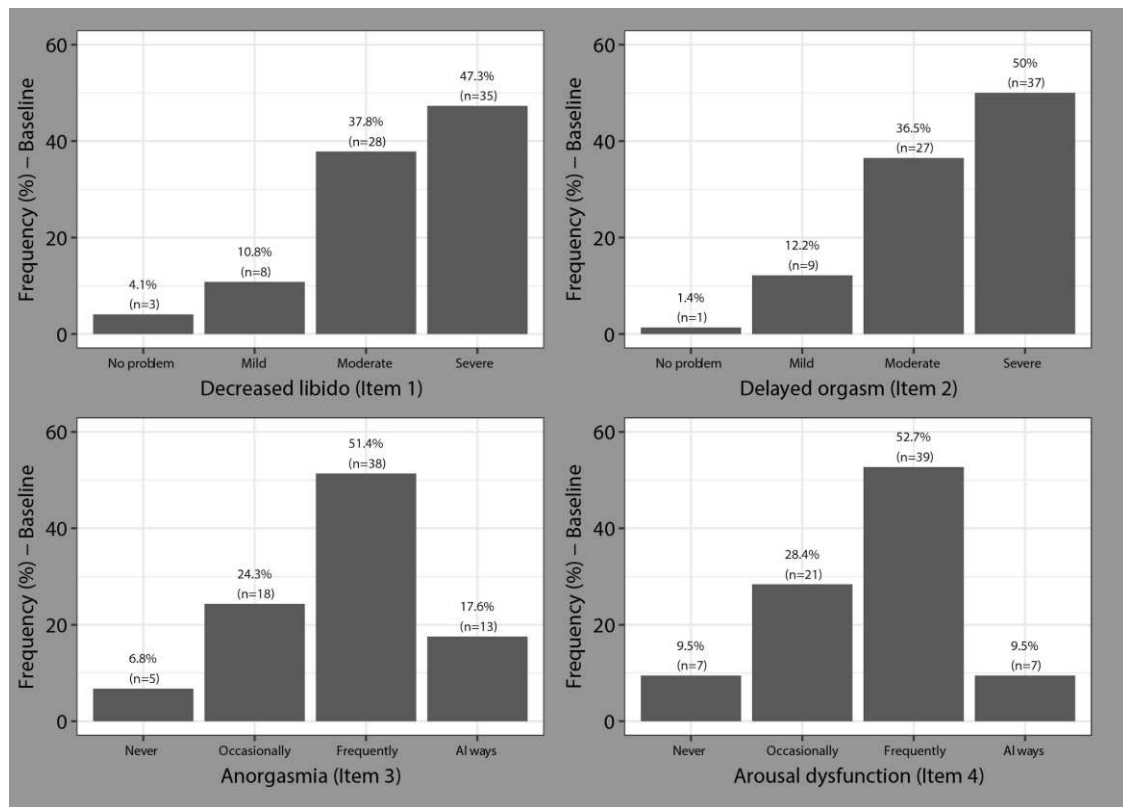 Frequency (%) – Baseline
60
40
20
0
4.1%
(n=3)
10.8%
(n=8)
37.8%
(n=28)
47.3%
(n=35)
No problem
Mild
Moderate
Severe
Decreased libido (Item 1)
Frequency (%) – Baseline
60
40
20
0
1.4%
(n=1)
12.2%
(n=9)
36.5%
(n=27)
50%
(n=37)
No problem
Mild
Moderate
Severe
Delayed orgasm (Item 2)
Frequency (%) – Baseline
60
40
20
0
6.8%
(n=5)
24.3%
(n=18)
51.4%
(n=38)
17.6%
(n=13)
Never
Occasionally
Frequently
Al ways
Anorgasmia (Item 3)
Frequency (%) – Baseline
60
40
20
0
9.5%
(n=7)
28.4%
(n=21)
52.7%
(n=39)
9.5%
(n=7)
Never
Occasionally
Frequently
Al ways
Arousal dysfunction (Item 4)